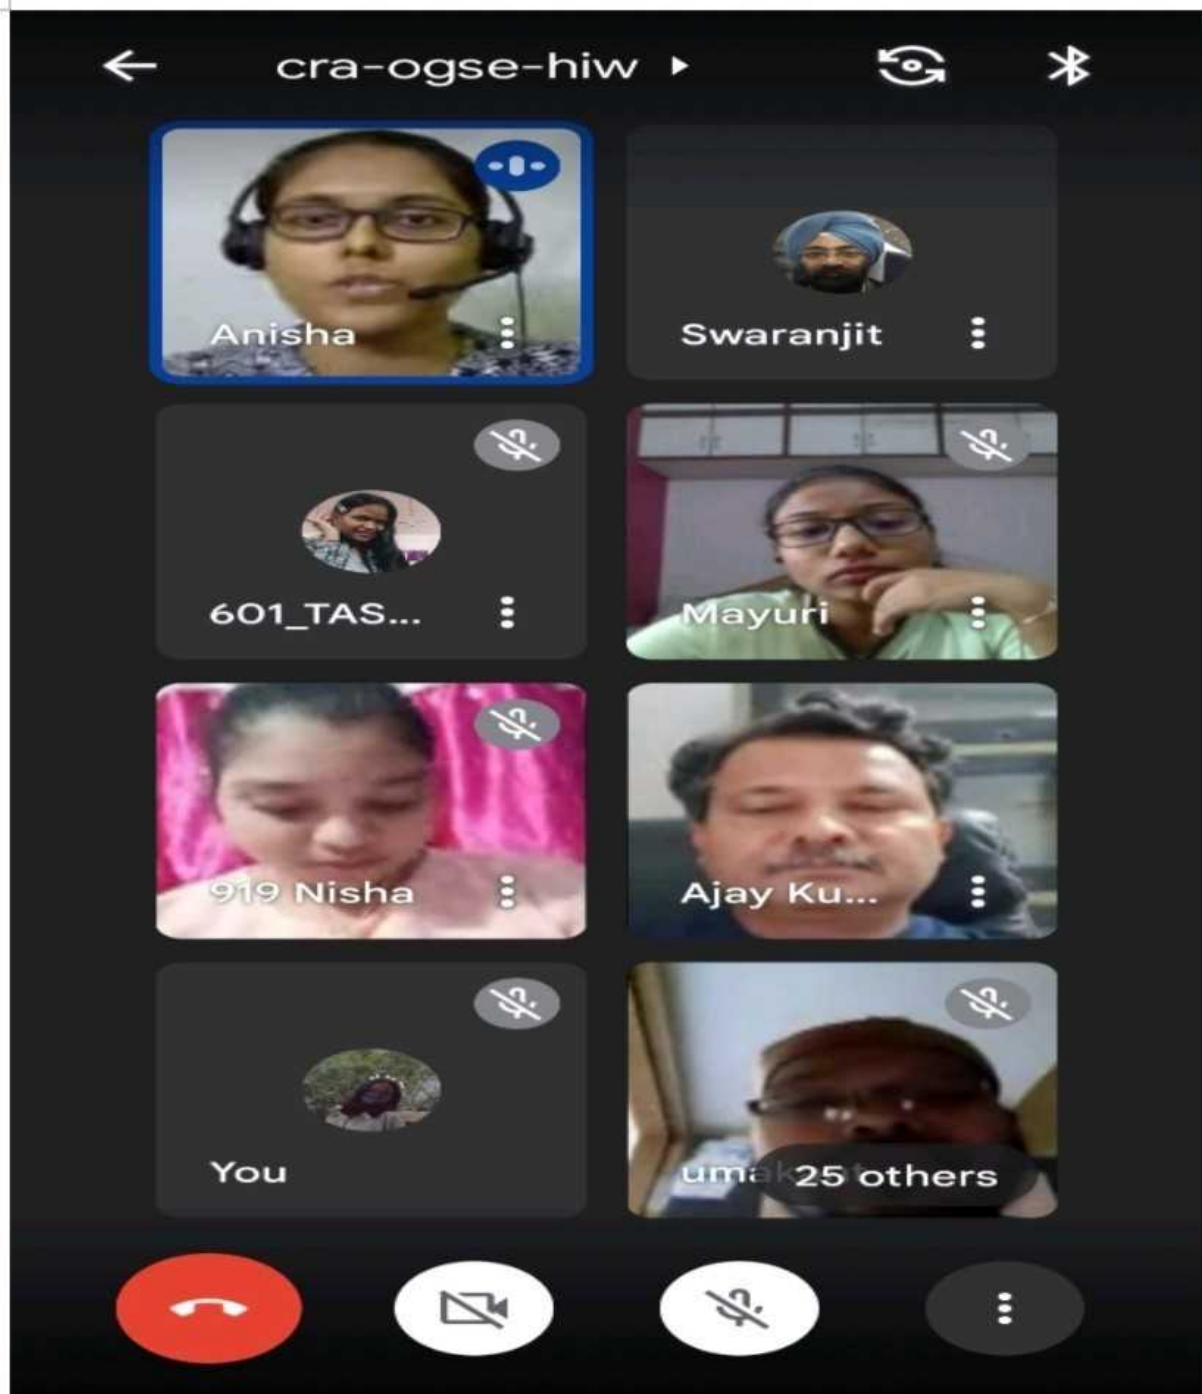 cra-ogse-hiw
Anisha
Swaranjit
601_TAS...
Mayuri
919 Nisha
Ajay Ku...
You
25 others